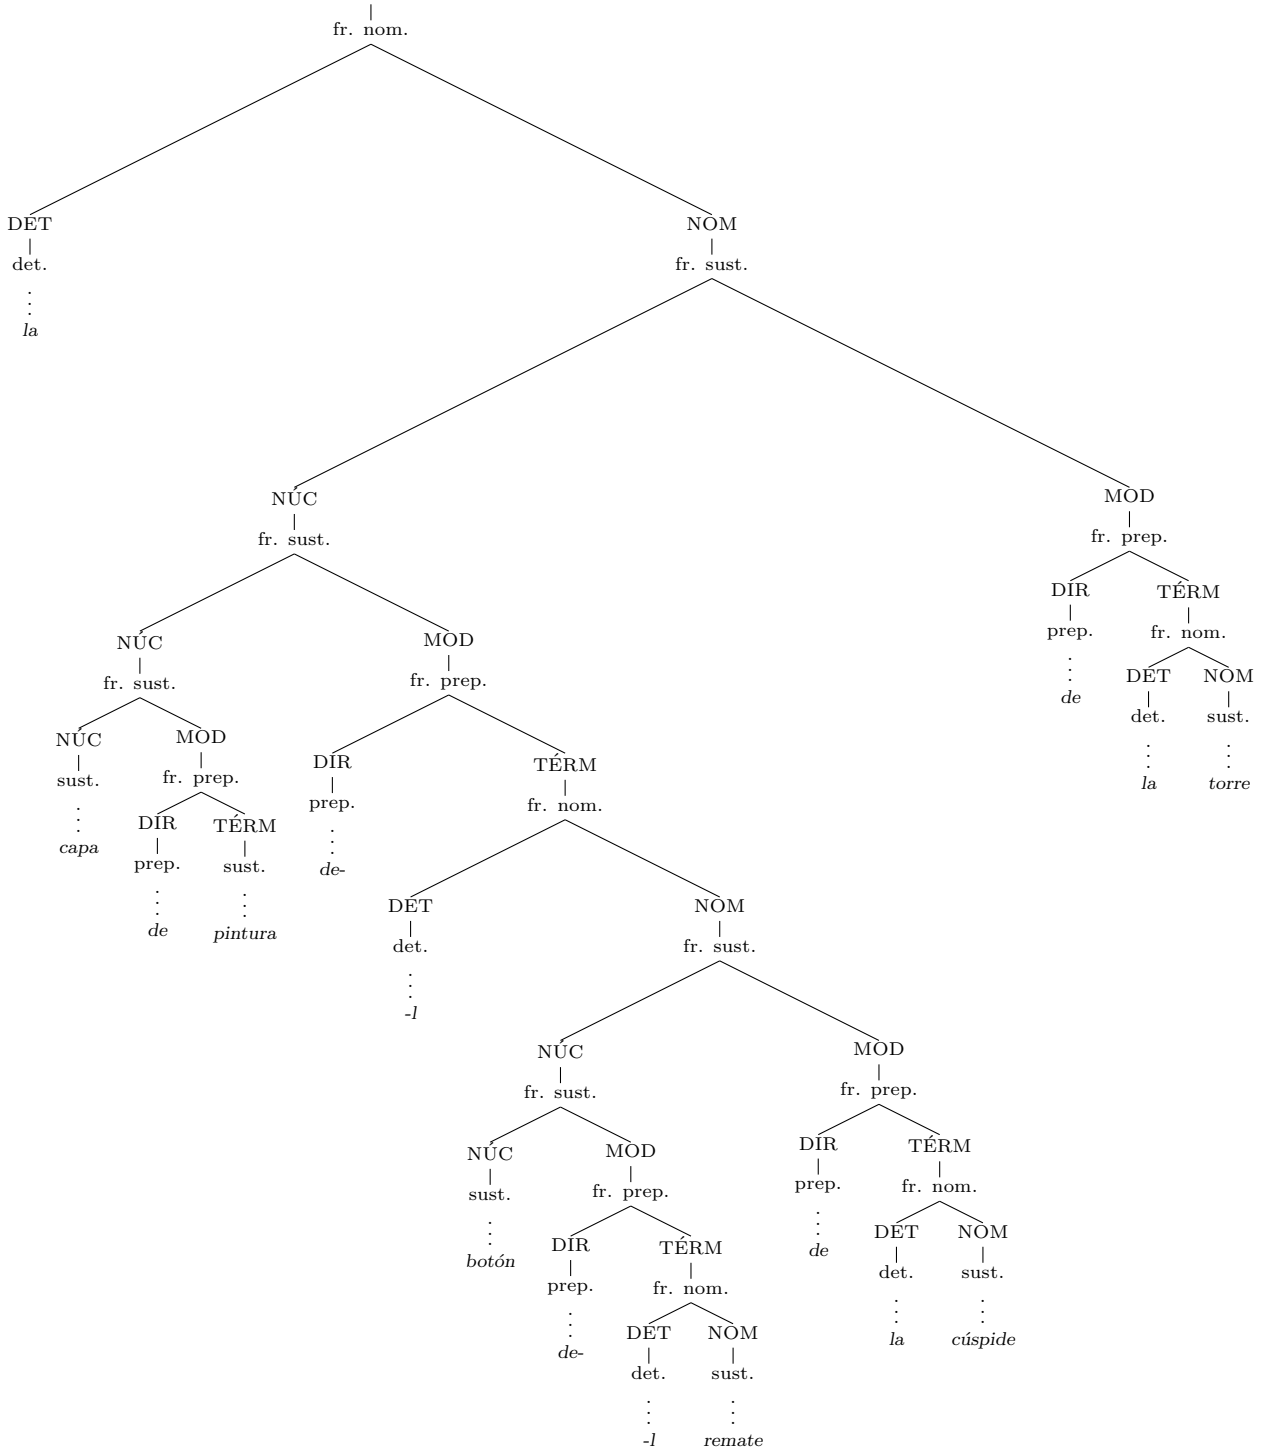 fr. nom.
DET NOM
det. fr. sust.
la
NÚC MOD
fr. sust. fr. prep.
DIR TÉRM
prep. fr. nom.
NÚC MOD
fr. sust. fr. prep.
DET NOM
de
det. sust.
NÚC MOD
sust. fr. prep.
DIR TÉRM
prep. fr. nom.
la torre
DIR TÉRM
capa
prep. sust.
de-
de pintura
DET NOM
det. fr. sust.
-l
NÚC MOD
fr. sust. fr. prep.
NÚC MOD DIR TÉRM
sust. fr. prep. prep. fr. nom.
DIR TÉRM DET NOM
botón de
prep. fr. nom. det. sust.
DET NOM la cúspide
de-
det. sust.
-l remate